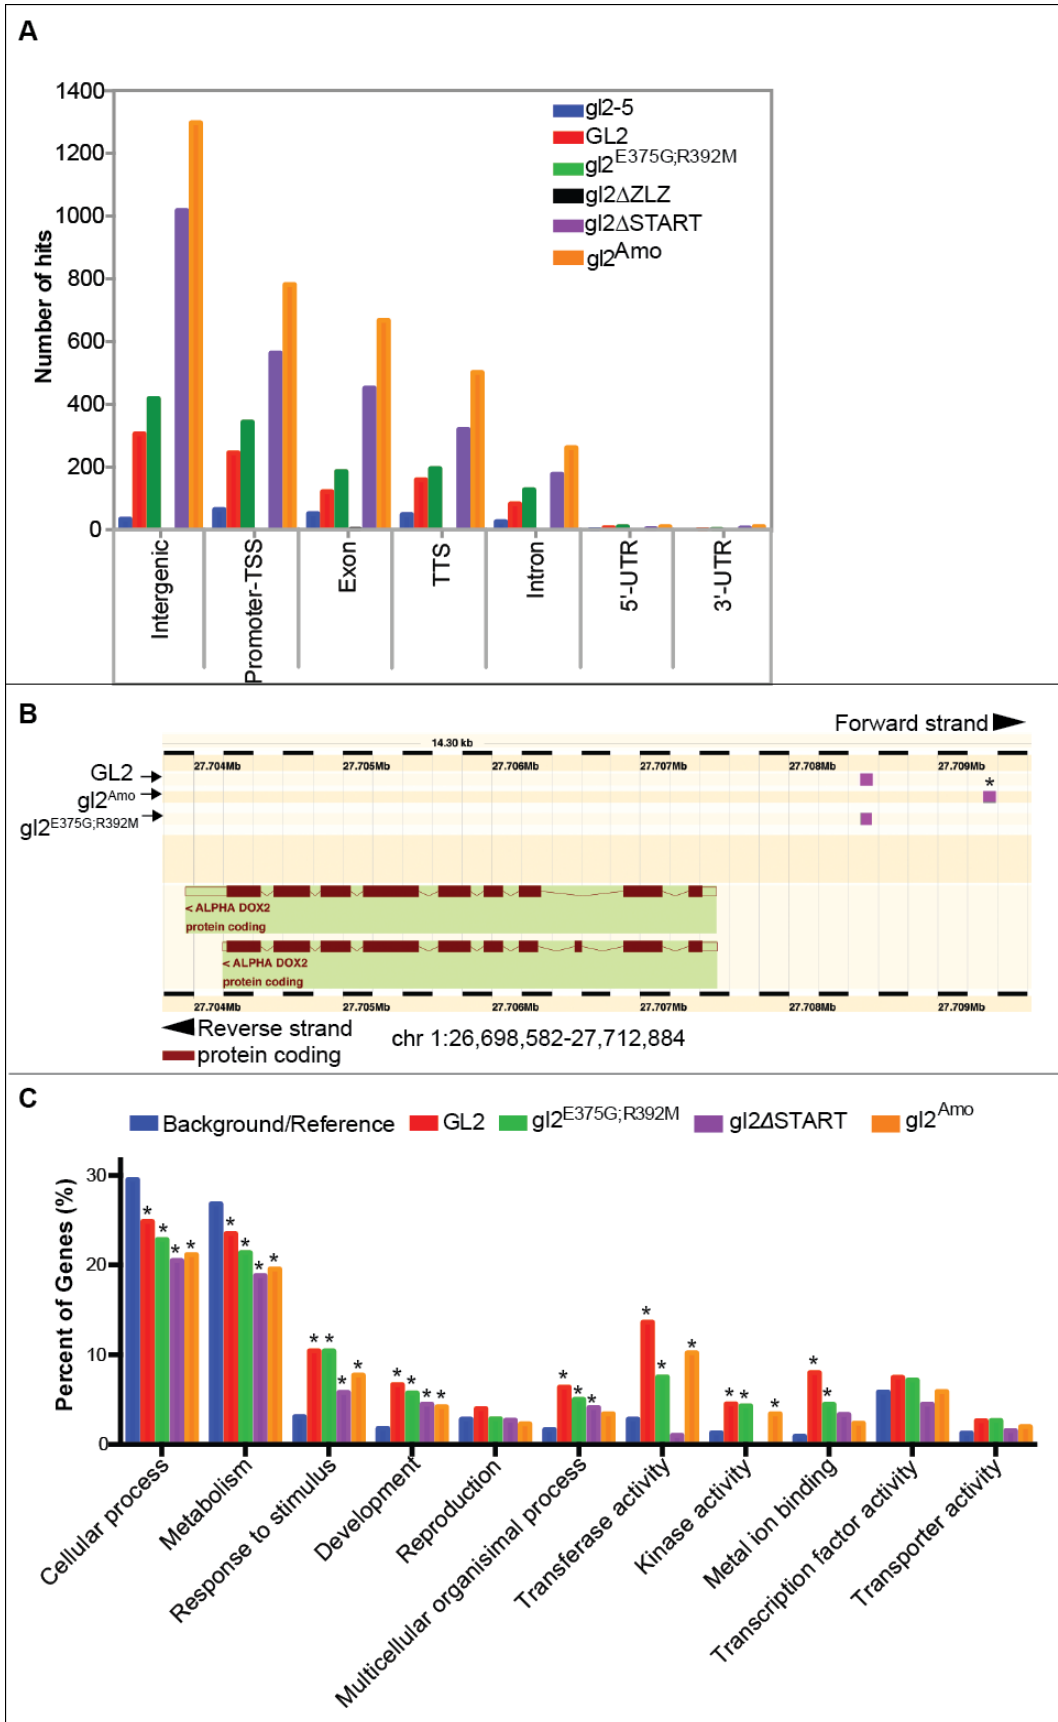 A
1400
1200
1000
800
600
400
200
0
Number of hits
gl2-5
GL2
gl2E375G;R392M
gl2ΔZLZ
gl2ΔSTART
gl2Amo
Intergenic
Promoter-TSS
Exon
TTS
Intron
5'-UTR
3'-UTR
B
Forward strand
14.30 kb
27.704Mb 27.705Mb 27.706Mb 27.707Mb 27.708Mb 27.709Mb
GL2
*
gl2Amo
gl2E375G;R392M
< ALPHA DOX2
protein coding
< ALPHA DOX2
protein coding
27.704Mb 27.705Mb 27.706Mb 27.707Mb 27.708Mb 27.709Mb
Reverse strand
chr 1:26,698,582-27,712,884
protein coding
C
Background/Reference GL2 gl2E375G;R392M gl2ΔSTART gl2Amo
30
20
10
0
Percent of Genes (%)
* * * *
* * * *
* * * *
* * * *
* * *
* * *
* * *
* *
Cellular process
Metabolism
Response to stimulus
Development
Reproduction
Multicellular organisimal process
Transferase activity
Kinase activity
Metal ion binding
Transcription factor activity
Transporter activity